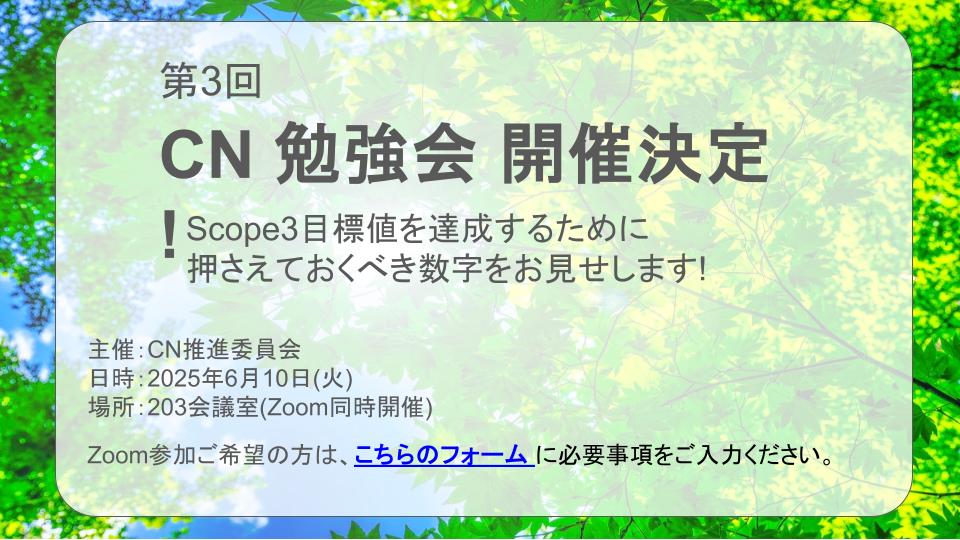 第3回
CN 勉強会 開催決定
! Scope3目標値を達成するために
押さえておくべき数字をお見せします!
主催：CN推進委員会
日時：2025年6月10日(火)
場所：203会議室(Zoom同時開催)
Zoom参加ご希望の方は、こちらのフォーム に必要事項をご入力ください。